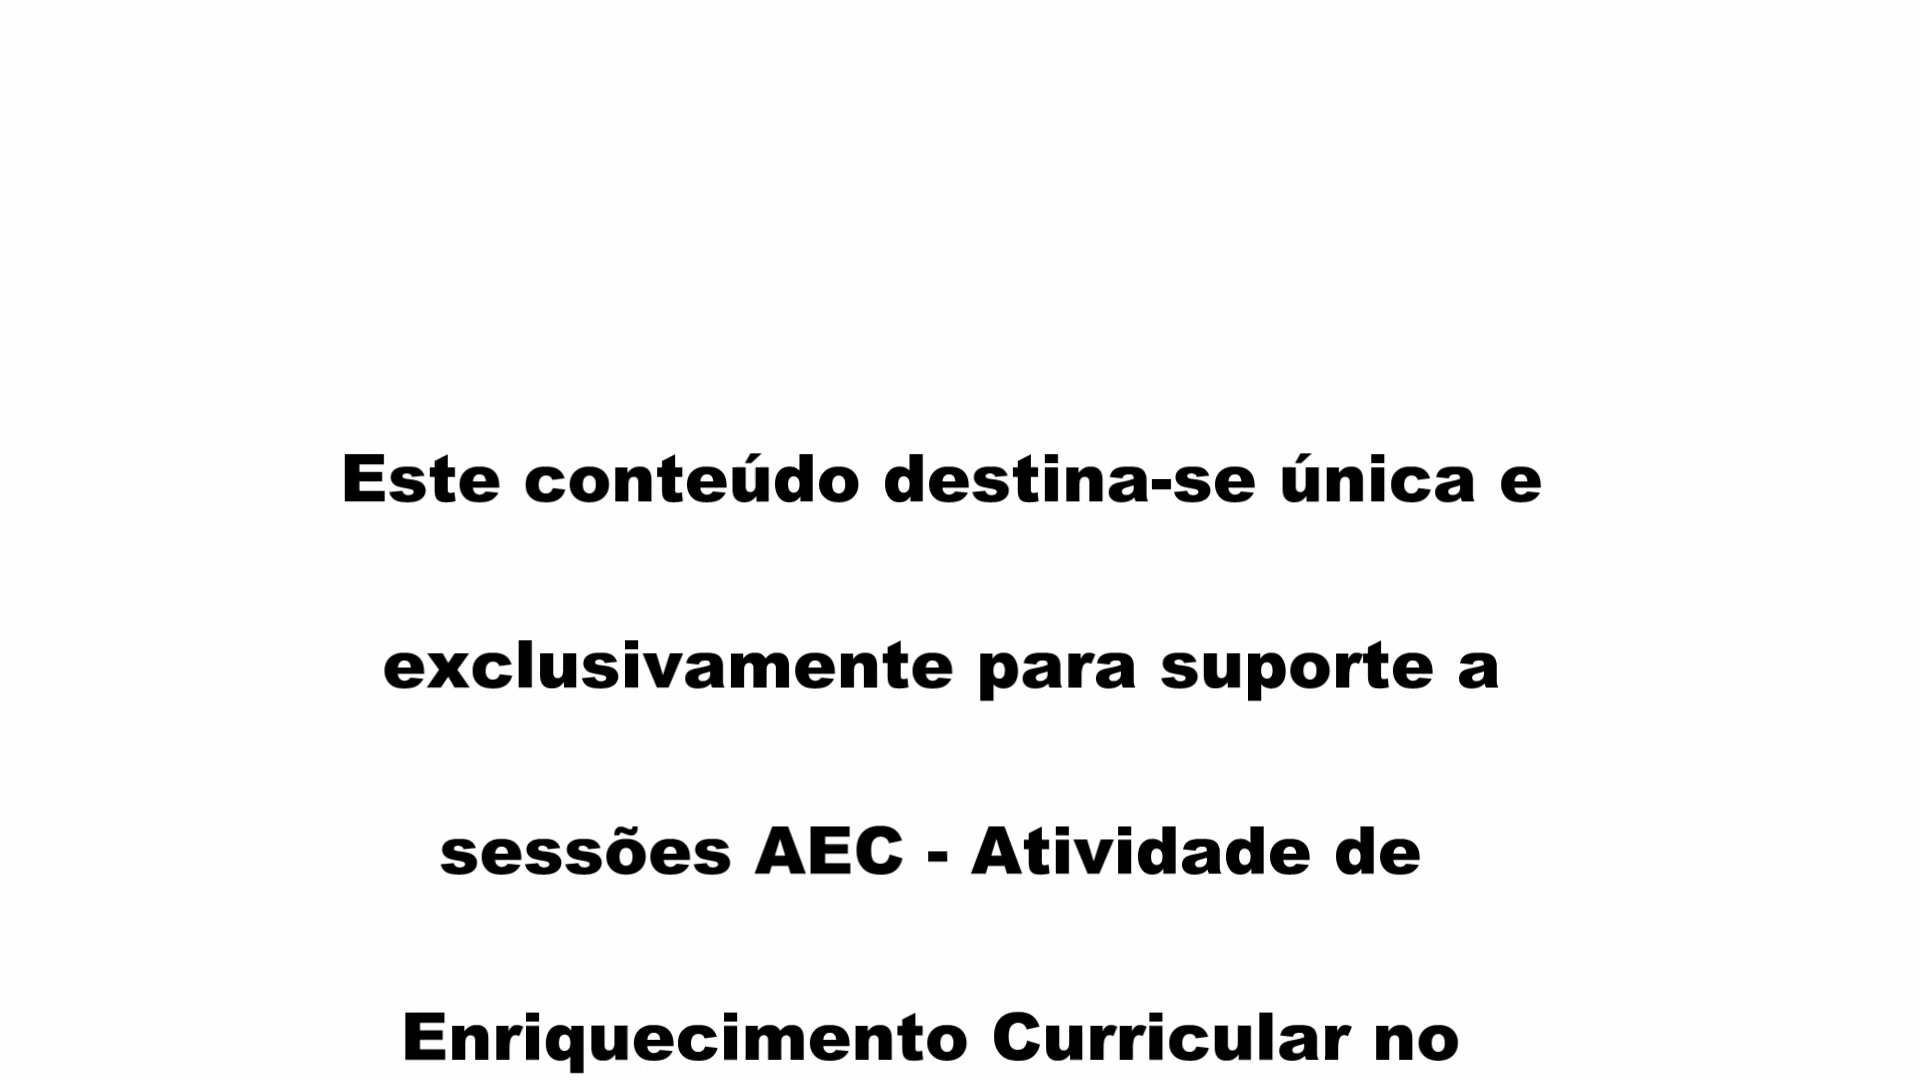 Este conteúdo destina-se única e
exclusivamente para suporte a
sessões AEC - Atividade de
Enriquecimento Curricular no